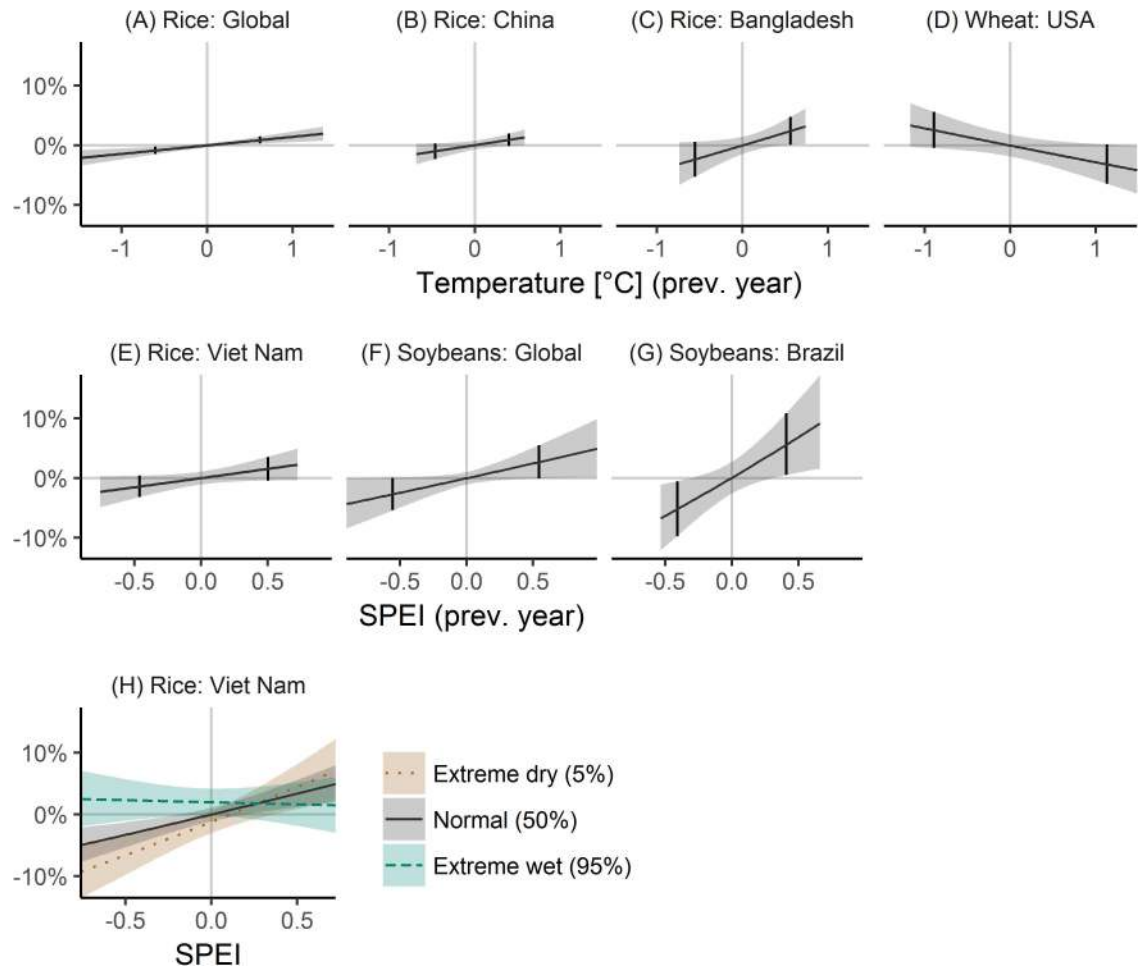 (A) Rice: Global
(B) Rice: China
(C) Rice: Bangladesh
(D) Wheat: USA
10%
0%
-10%
-1 0 1
-1 0 1
-1 0 1
-1 0 1
Temperature [°C] (prev. year)
(E) Rice: Viet Nam
(F) Soybeans: Global
(G) Soybeans: Brazil
10%
0%
-10%
-0.5 0.0 0.5
-0.5 0.0 0.5
-0.5 0.0 0.5
SPEI (prev. year)
(H) Rice: Viet Nam
10%
0%
-10%
-0.5 0.0 0.5
SPEI
Extreme dry (5%)
Normal (50%)
Extreme wet (95%)